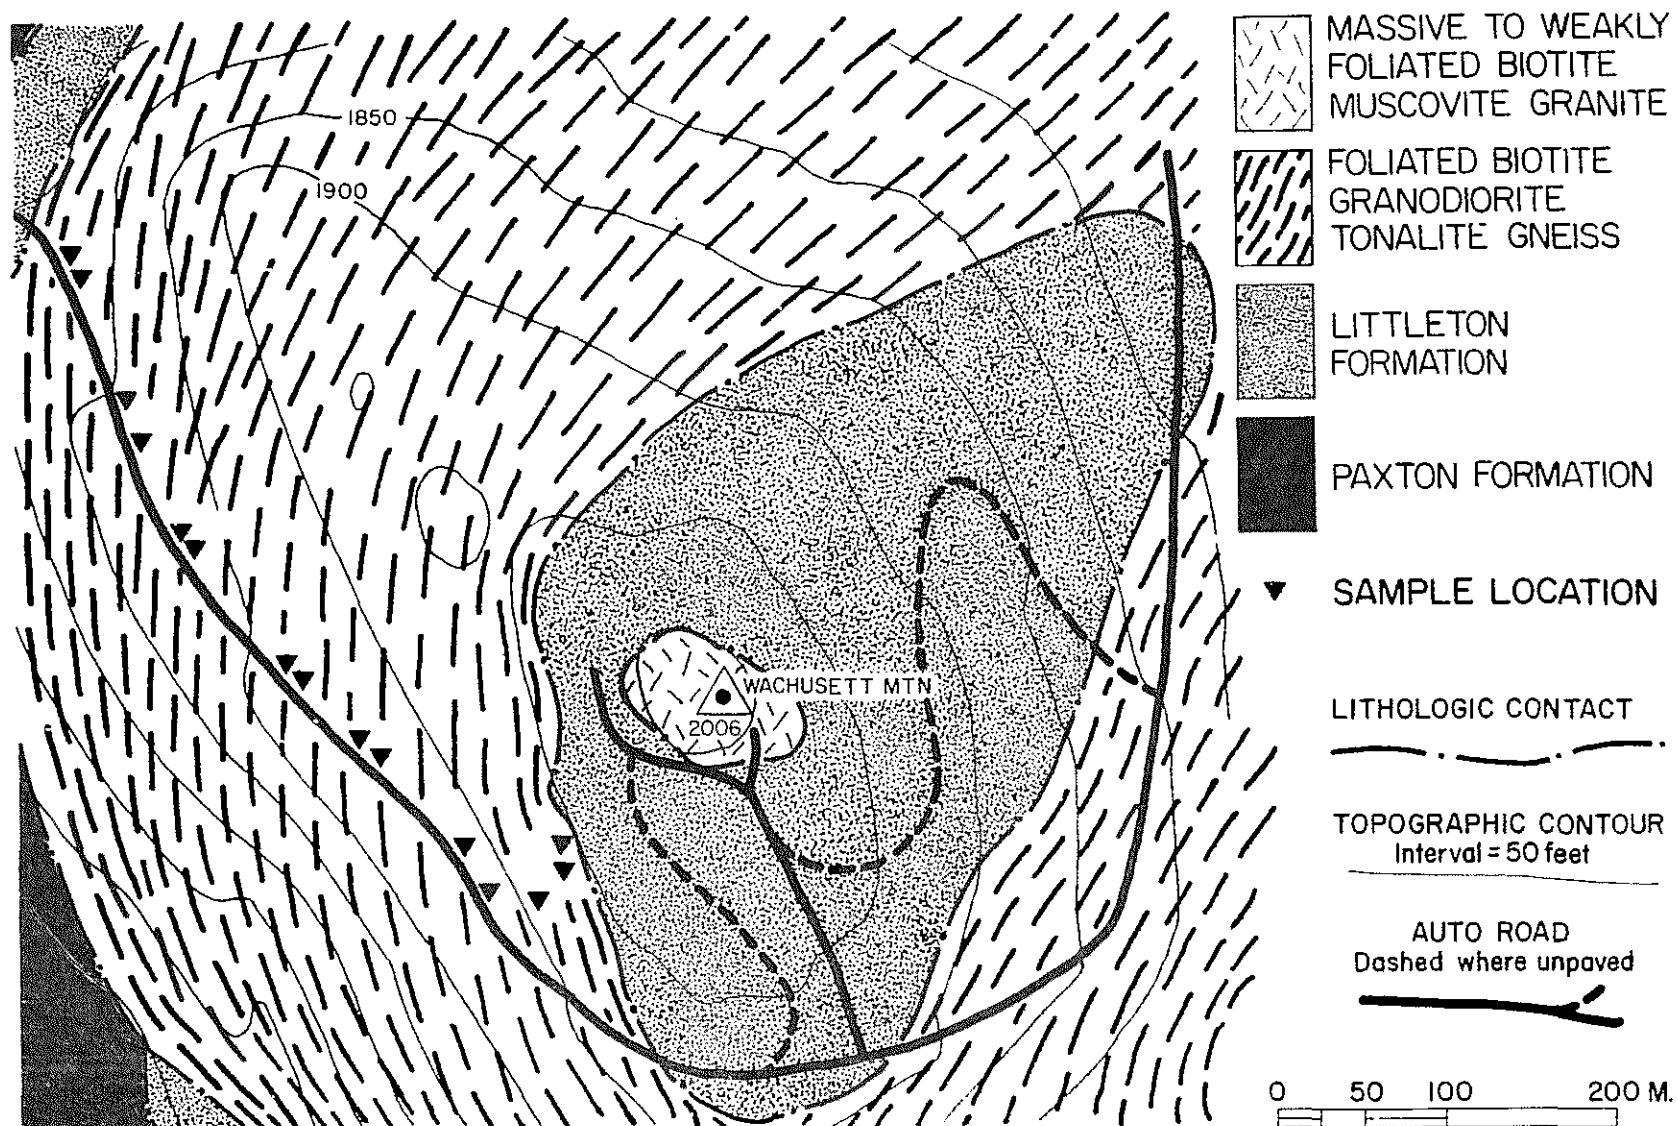 1850
1900
WACHUSETT MTN
2006
MASSIVE TO WEAKLY
FOLIATED BIOTITE
MUSCOVITE GRANITE
FOLIATED BIOTITE
GRANODIORITE
TONALITE GNEISS
LITTLETON
FORMATION
PAXTON FORMATION
SAMPLE LOCATION
LITHOLOGIC CONTACT
TOPOGRAPHIC CONTOUR
Interval = 50 feet
AUTO ROAD
Dashed where unpaved
0 50 100 200 M.